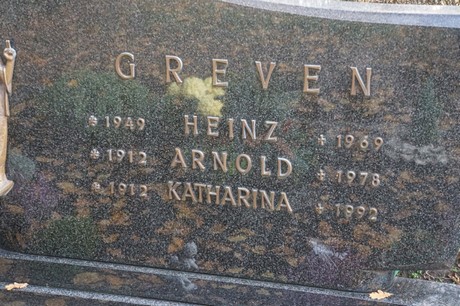 GREVEN
* 1949 HEINZ + 1969
* 1912 ARNOLD + 1978
* 1912 KATHARINA + 1992